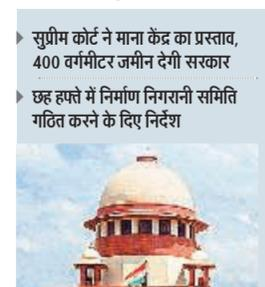 सुप्रीम कोर्ट ने माना केंद्र का प्रस्ताव,
400 वर्गमीटर जमीन देगी सरकार
छह हफ्ते में निर्माण निगरानी समिति
गठित करने के दिए निर्देश